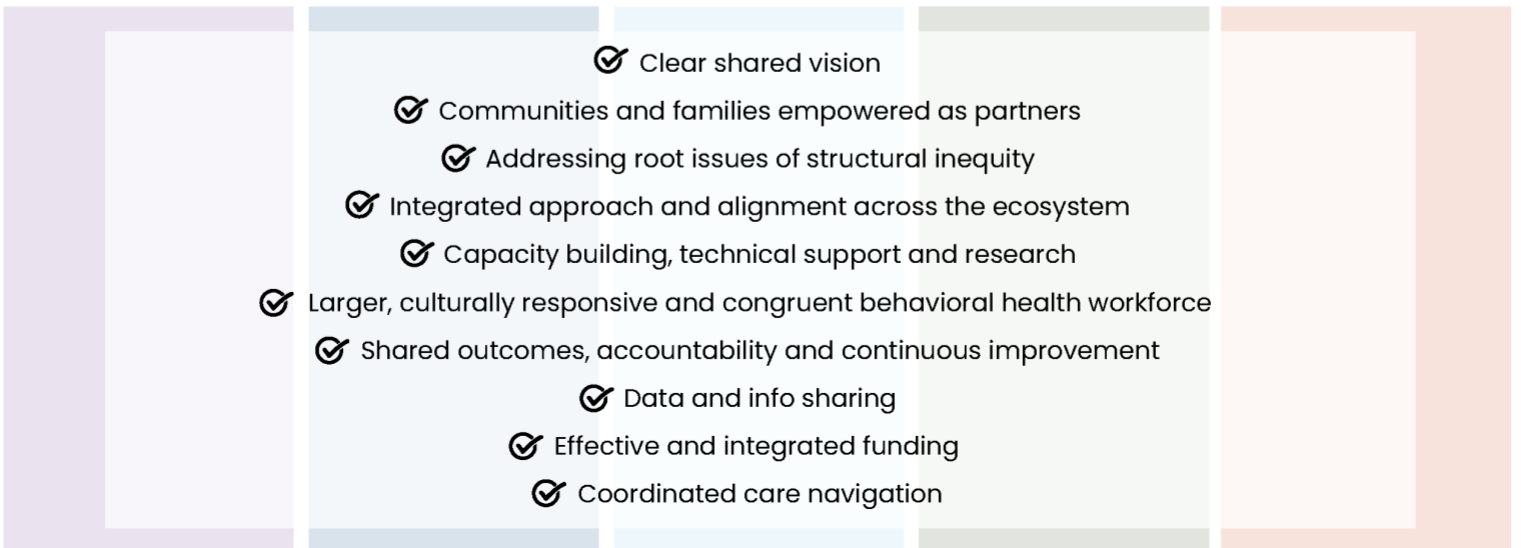 Clear shared vision
Communities and families empowered as partners
Addressing root issues of structural inequity
Integrated approach and alignment across the ecosystem
Capacity building, technical support and research
Larger, culturally responsive and congruent behavioral health workforce
Shared outcomes, accountability and continuous improvement
Data and info sharing
Effective and integrated funding
Coordinated care navigation